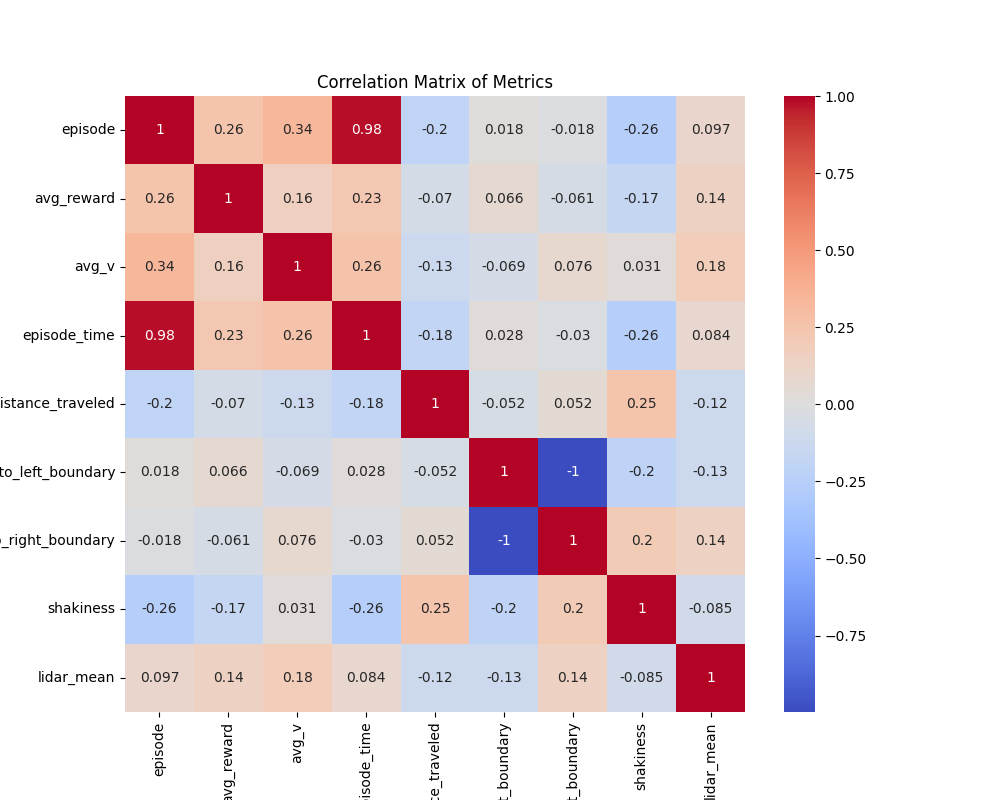 Correlation Matrix of Metrics
episode 1 0.26 0.34 0.98 -0.2 0.018 -0.018 -0.26 0.097
avg_reward 0.26 1 0.16 0.23 -0.07 0.066 -0.061 -0.17 0.14
avg_v 0.34 0.16 1 0.26 -0.13 -0.069 0.076 0.031 0.18
episode_time 0.98 0.23 0.26 1 -0.18 0.028 -0.03 -0.26 0.084
istance_traveled -0.2 -0.07 -0.13 -0.18 1 -0.052 0.052 0.25 -0.12
to_left_boundary 0.018 0.066 -0.069 0.028 -0.052 1 -1 -0.2 -0.13
_right_boundary -0.018 -0.061 0.076 -0.03 0.052 -1 1 0.2 0.14
shakiness -0.26 -0.17 0.031 -0.26 0.25 -0.2 0.2 1 -0.085
lidar_mean 0.097 0.14 0.18 0.084 -0.12 -0.13 0.14 -0.085 1
episode
avg_reward
avg_v
isode_time
ce_traveled
t_boundary
t_boundary
shakiness
lidar_mean
1.00
0.75
0.50
0.25
0.00
−0.25
−0.50
−0.75